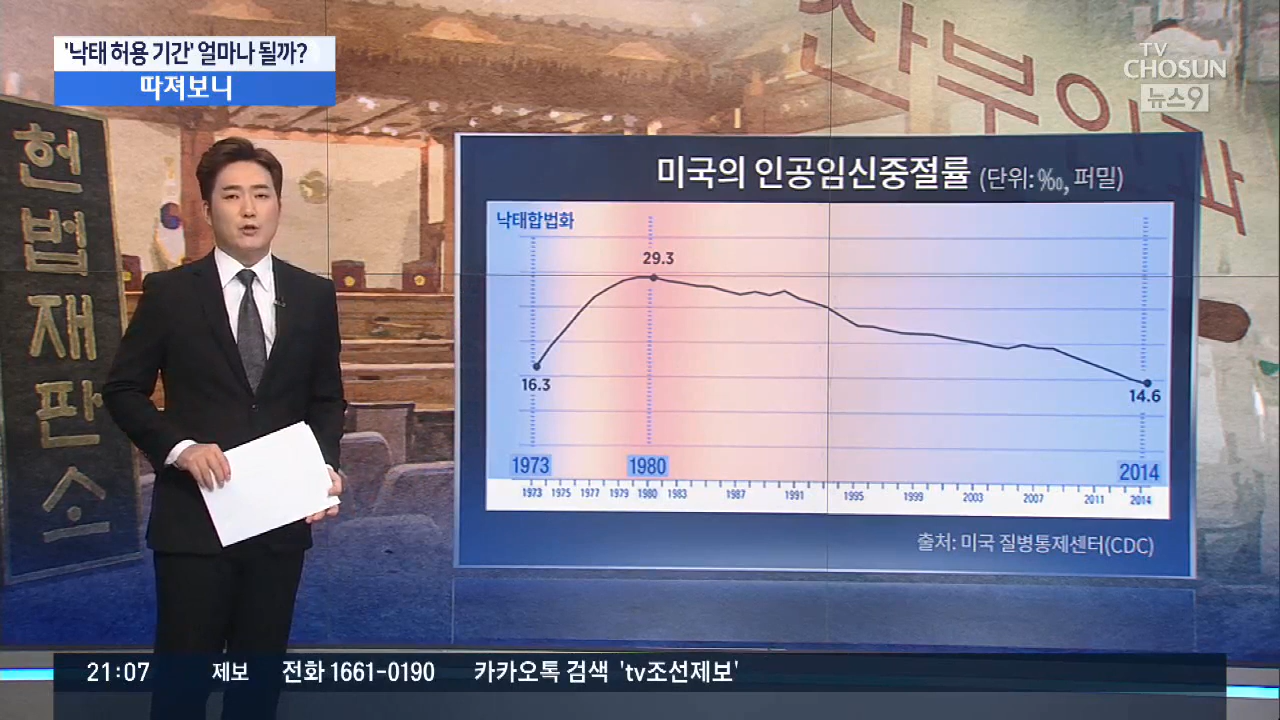 '낙태 허용 기간' 얼마나 될까?
따져보니
TV
CHOSUN
뉴스9
산부인과
헌법재판소
미국의 인공임신중절률 (단위: ‰, 퍼밀)
낙태합법화
29.3
16.3
14.6
1973
1980
2014
1973 1975 1977 1979 1980 1983 1987 1991 1995 1999 2003 2007 2011 2014
출처: 미국 질병통제센터(CDC)
21:07 제보 전화 1661-0190 카카오톡 검색 'tv조선제보'